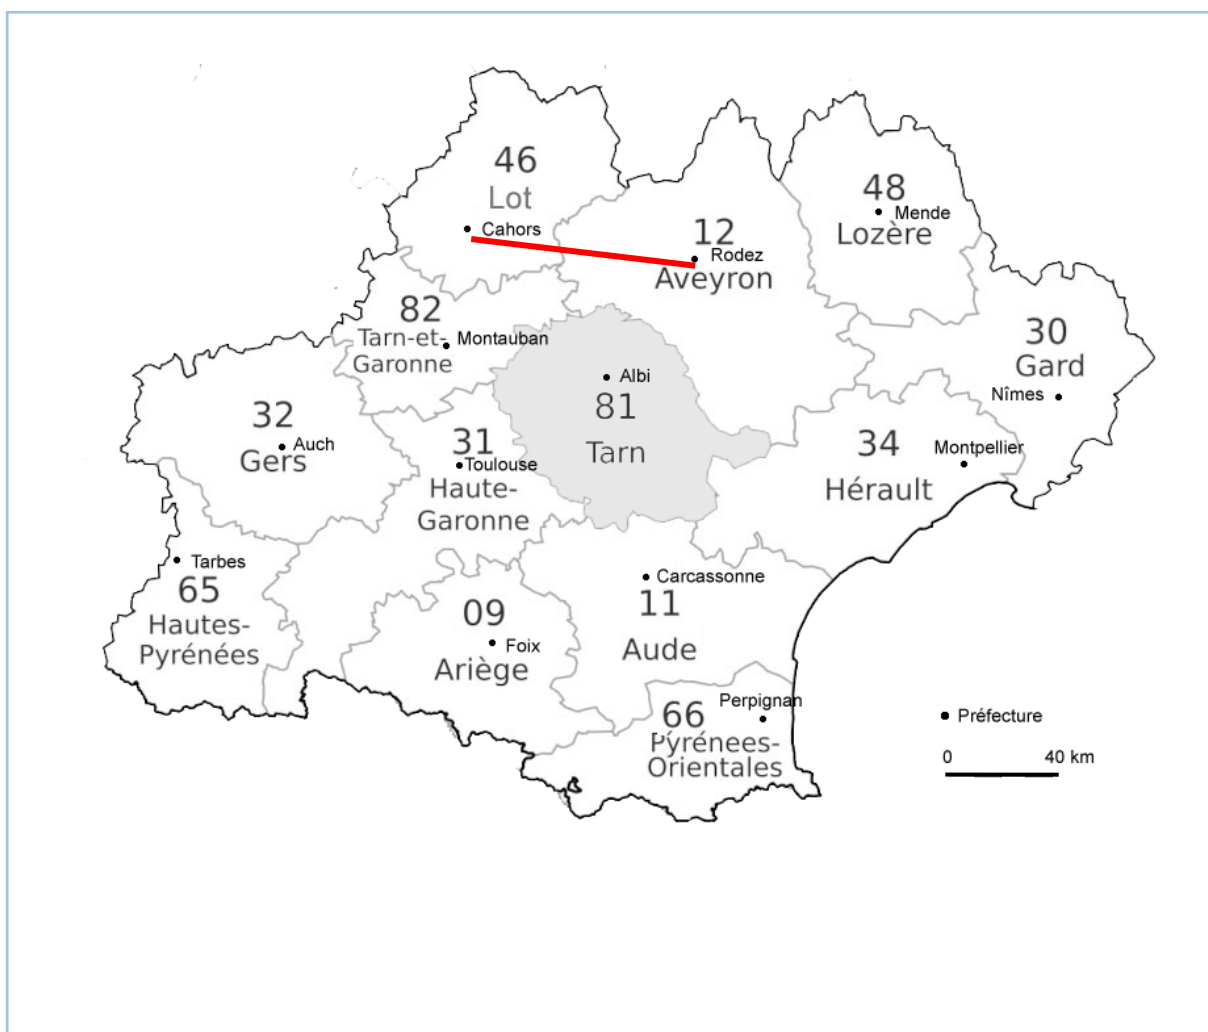 46
Lot
Cahors
48
Mende
Lozère
12
Rodez
Aveyron
82
Tarn-et-
Garonne
Montauban
30
Gard
Nîmes
Albi
81
Tarn
32
Auch
Gers
31
Toulouse
Haute-
Garonne
34
Montpellier
Hérault
Tarbes
65
Hautes-
Pyrénées
09
Foix
Ariège
Carcassonne
11
Aude
Perpignan
66
Pyrénees-
Orientales
Préfecture
0 40 km